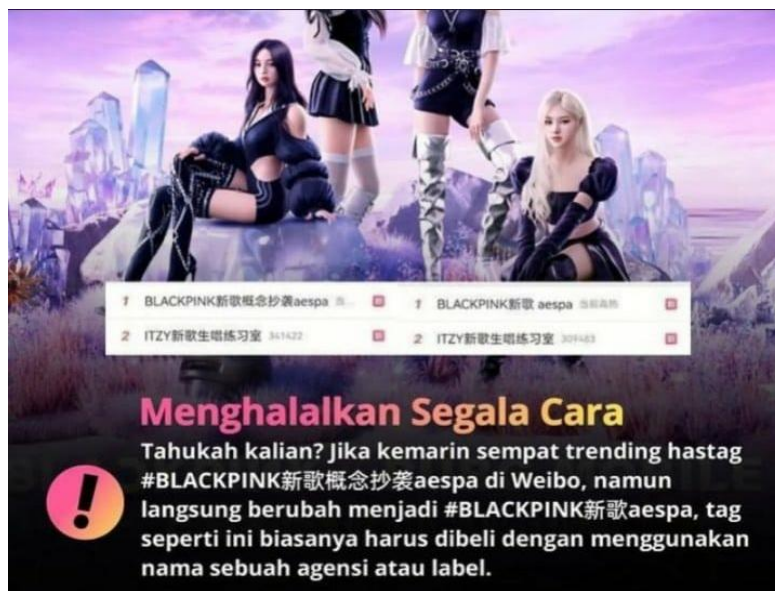 1 BLACKPINK新歌概念抄袭aespa
2 ITZY新歌生唱练习室 341422
1 BLACKPINK新歌 aespa
2 ITZY新歌生唱练习室 309483
Menghalalkan Segala Cara
Tahukah kalian? Jika kemarin sempat trending hastag
#BLACKPINK新歌概念抄袭aespa di Weibo, namun
langsung berubah menjadi #BLACKPINK新歌aespa, tag
seperti ini biasanya harus dibeli dengan menggunakan
nama sebuah agensi atau label.